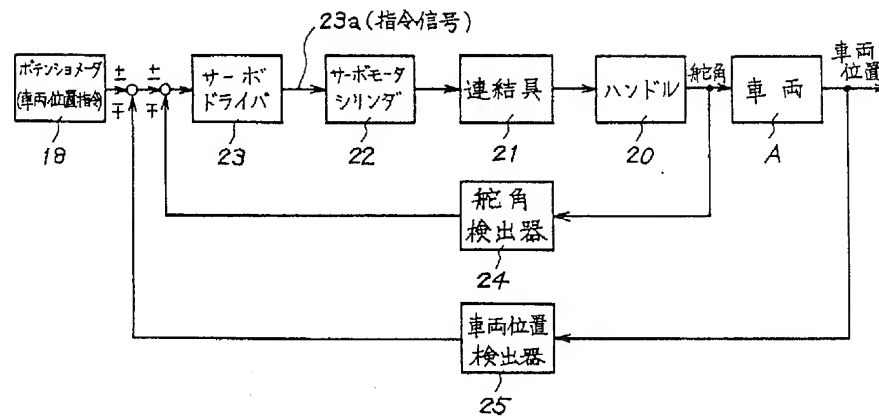 23a(指令信号)
ポテンショメータ
(車両位置指令)
18
±
∓
±
∓
サーボ
ドライバ
23
サーボモータ
シリンダ
22
連結具
21
ハンドル
20
舵角
車両
A
車両
位置
舵角
検出器
24
車両位置
検出器
25